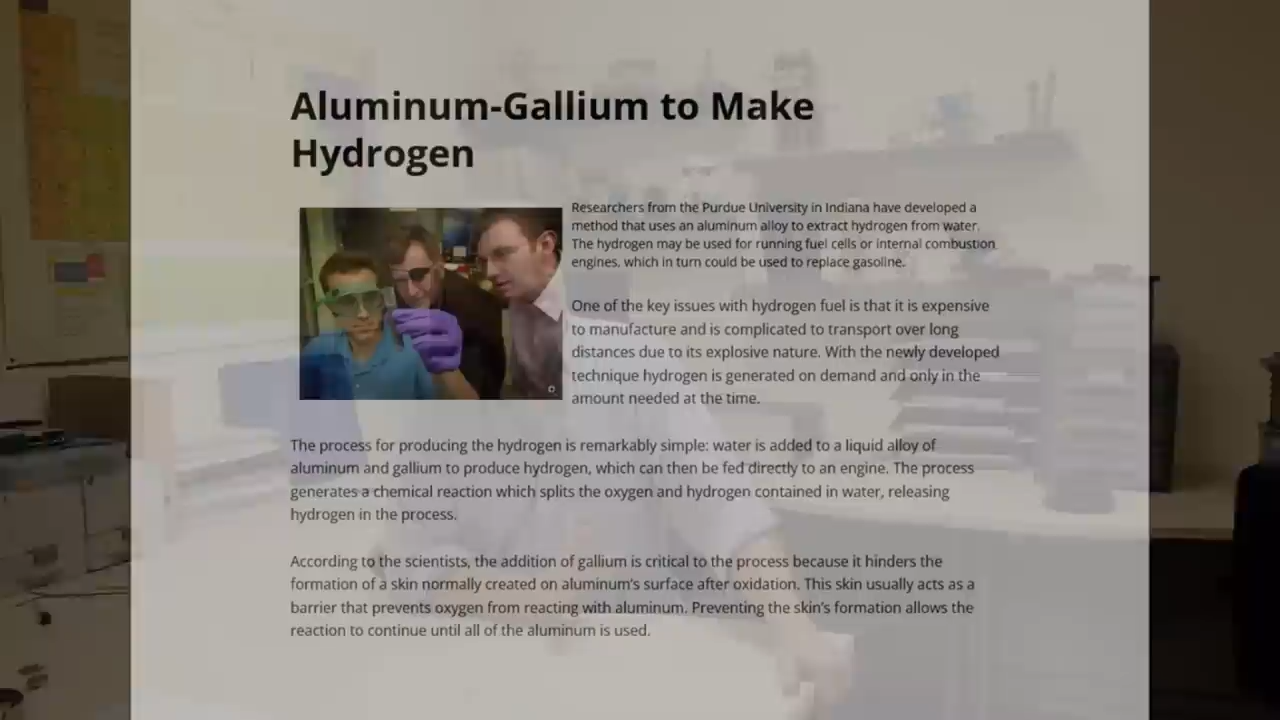 Aluminum-Gallium to Make
Hydrogen
Researchers from the Purdue University in Indiana have developed a
method that uses an aluminum alloy to extract hydrogen from water.
The hydrogen may be used for running fuel cells or internal combustion
engines, which in turn could be used to replace gasoline.
One of the key issues with hydrogen fuel is that it is expensive
to manufacture and is complicated to transport over long
distances due to its explosive nature. With the newly developed
technique hydrogen is generated on demand and only in the
amount needed at the time.
The process for producing the hydrogen is remarkably simple: water is added to a liquid alloy of
aluminum and gallium to produce hydrogen, which can then be fed directly to an engine. The process
generates a chemical reaction which splits the oxygen and hydrogen contained in water, releasing
hydrogen in the process.
According to the scientists, the addition of gallium is critical to the process because it hinders the
formation of a skin normally created on aluminum's surface after oxidation. This skin usually acts as a
barrier that prevents oxygen from reacting with aluminum. Preventing the skin's formation allows the
reaction to continue until all of the aluminum is used.